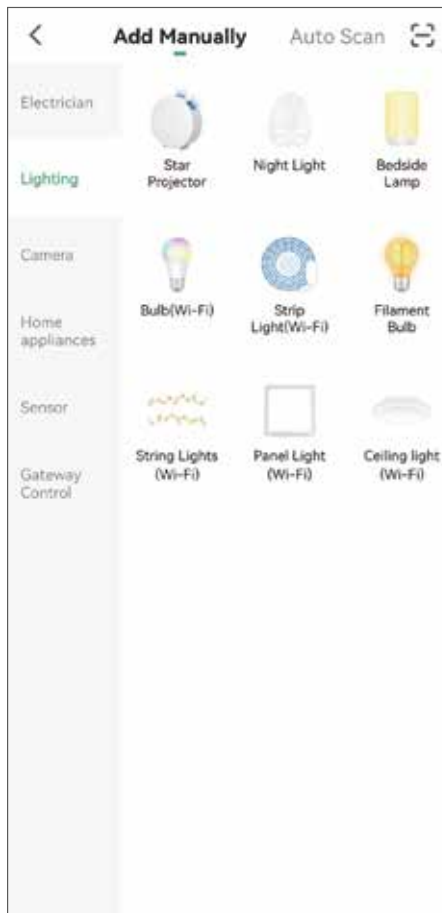 Add Manually Auto Scan
Electrician
Lighting
Camera
Home
appliances
Sensor
Gateway
Control
Star
Projector
Night Light
Bedside
Lamp
Bulb(Wi-Fi)
Strip
Light(Wi-Fi)
Filament
Bulb
String Lights
(Wi-Fi)
Panel Light
(Wi-Fi)
Ceiling light
(Wi-Fi)